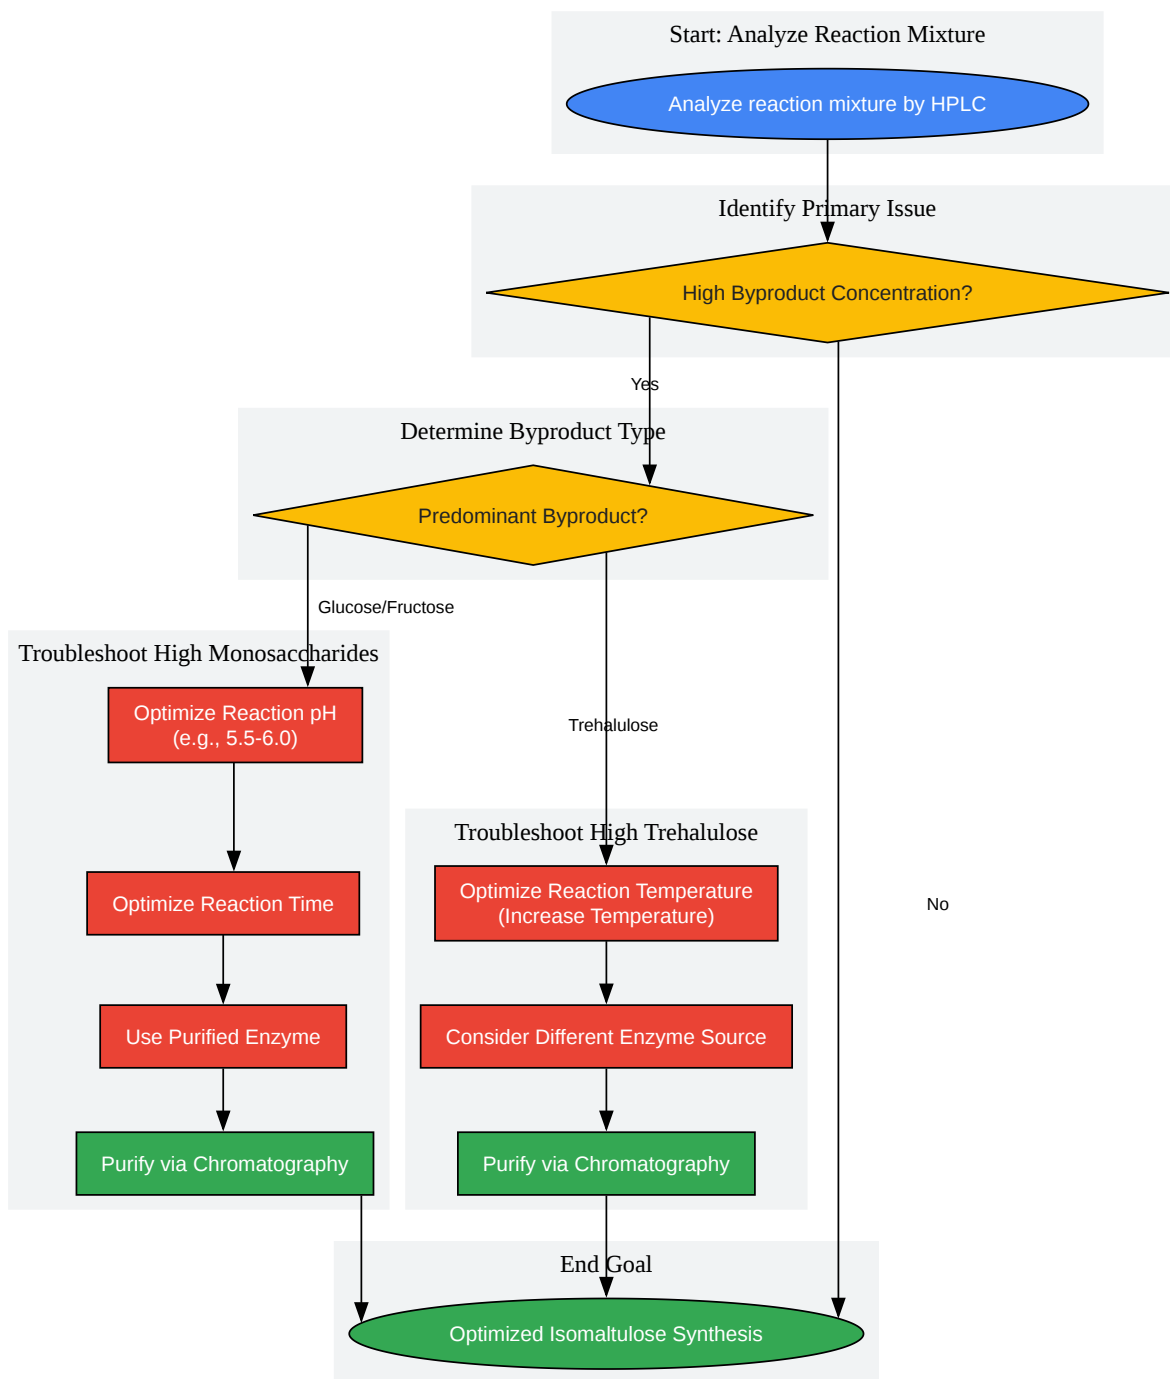 Start: Analyze Reaction Mixture
Analyze reaction mixture by HPLC
Identify Primary Issue
High Byproduct Concentration?
Yes
Determine Byproduct Type
Predominant Byproduct?
Glucose/Fructose
Troubleshoot High Monosaccharides
Optimize Reaction pH
(e.g., 5.5-6.0)
Trehalulose
Troubleshoot High Trehalulose
Optimize Reaction Time
Optimize Reaction Temperature
(Increase Temperature)
No
Use Purified Enzyme
Consider Different Enzyme Source
Purify via Chromatography
Purify via Chromatography
End Goal
Optimized Isomaltulose Synthesis